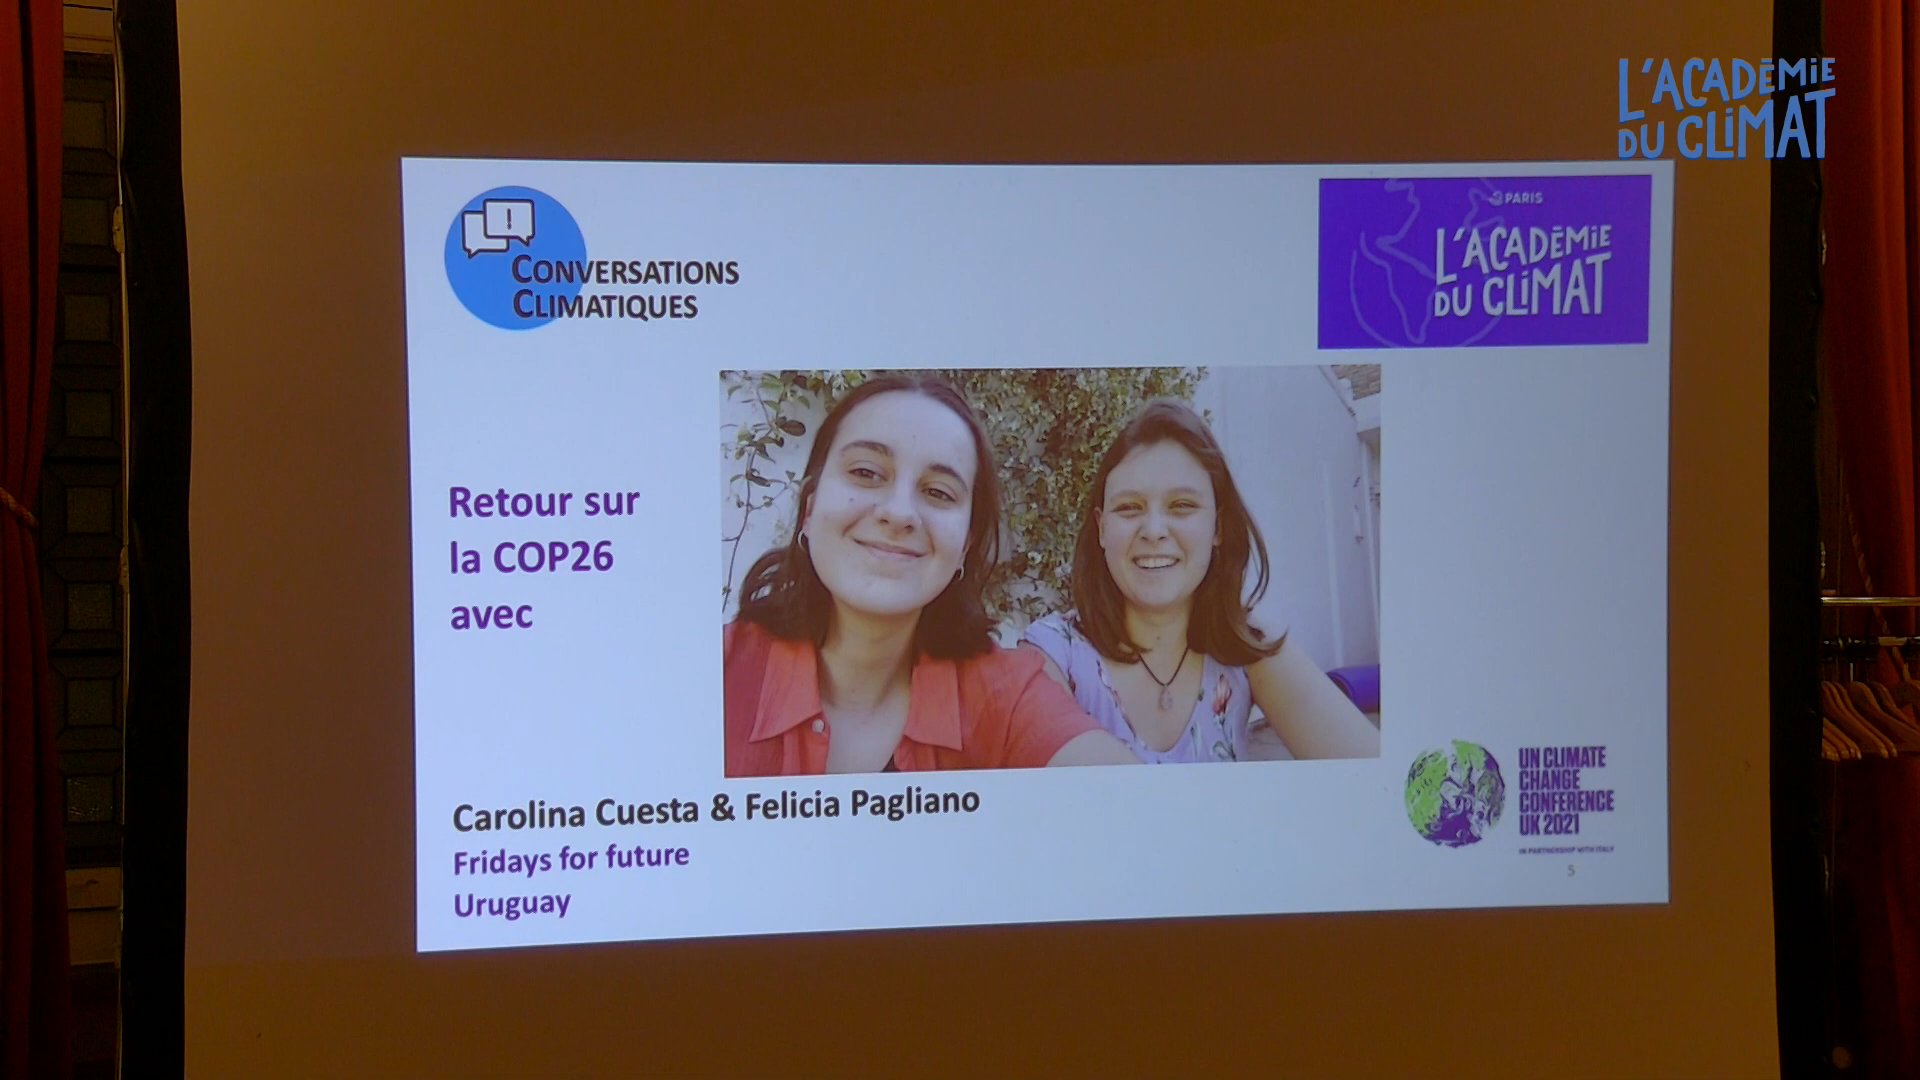 L'ACADÉMIE
DU CLIMAT
CONVERSATIONS
CLIMATIQUES
PARIS
L'ACADÉMIE
DU CLIMAT
Retour sur
la COP26
avec
Carolina Cuesta & Felicia Pagliano
Fridays for future
Uruguay
UN CLIMATE
CHANGE
CONFERENCE
UK 2021
IN PARTNERSHIP WITH ITALY
5